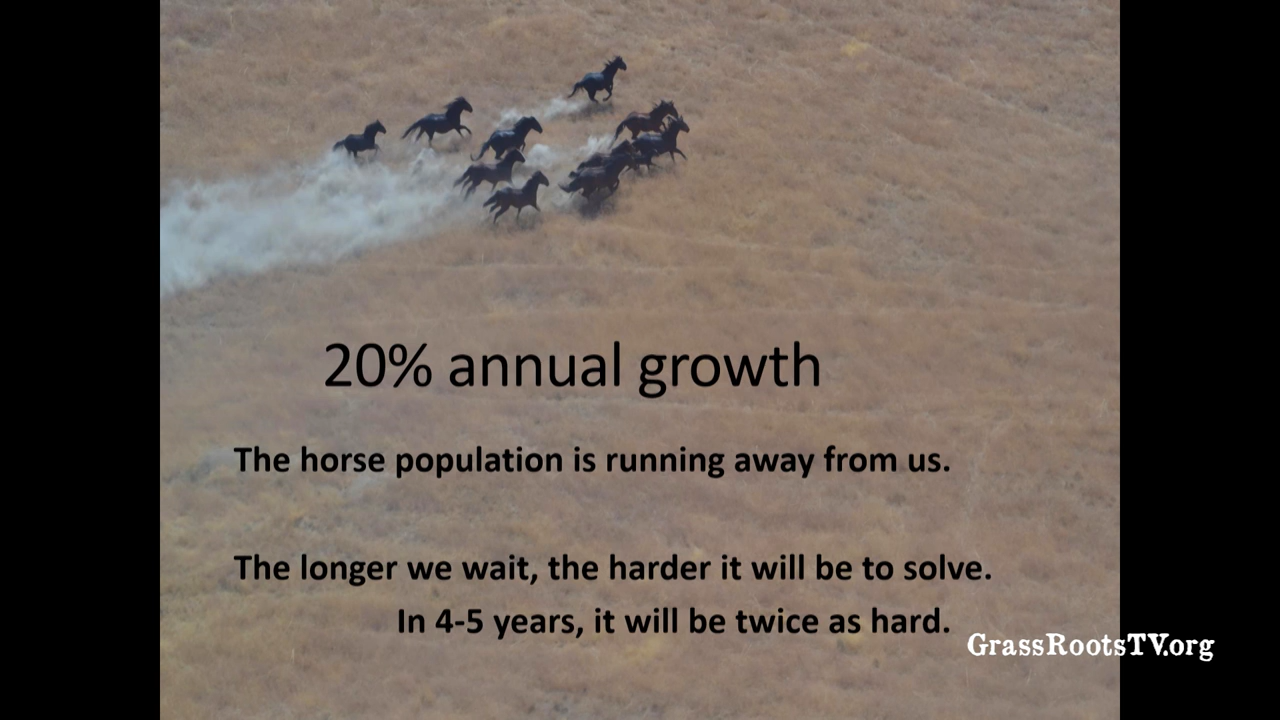 20% annual growth
The horse population is running away from us.
The longer we wait, the harder it will be to solve.
In 4-5 years, it will be twice as hard.
GrassRootsTV.org